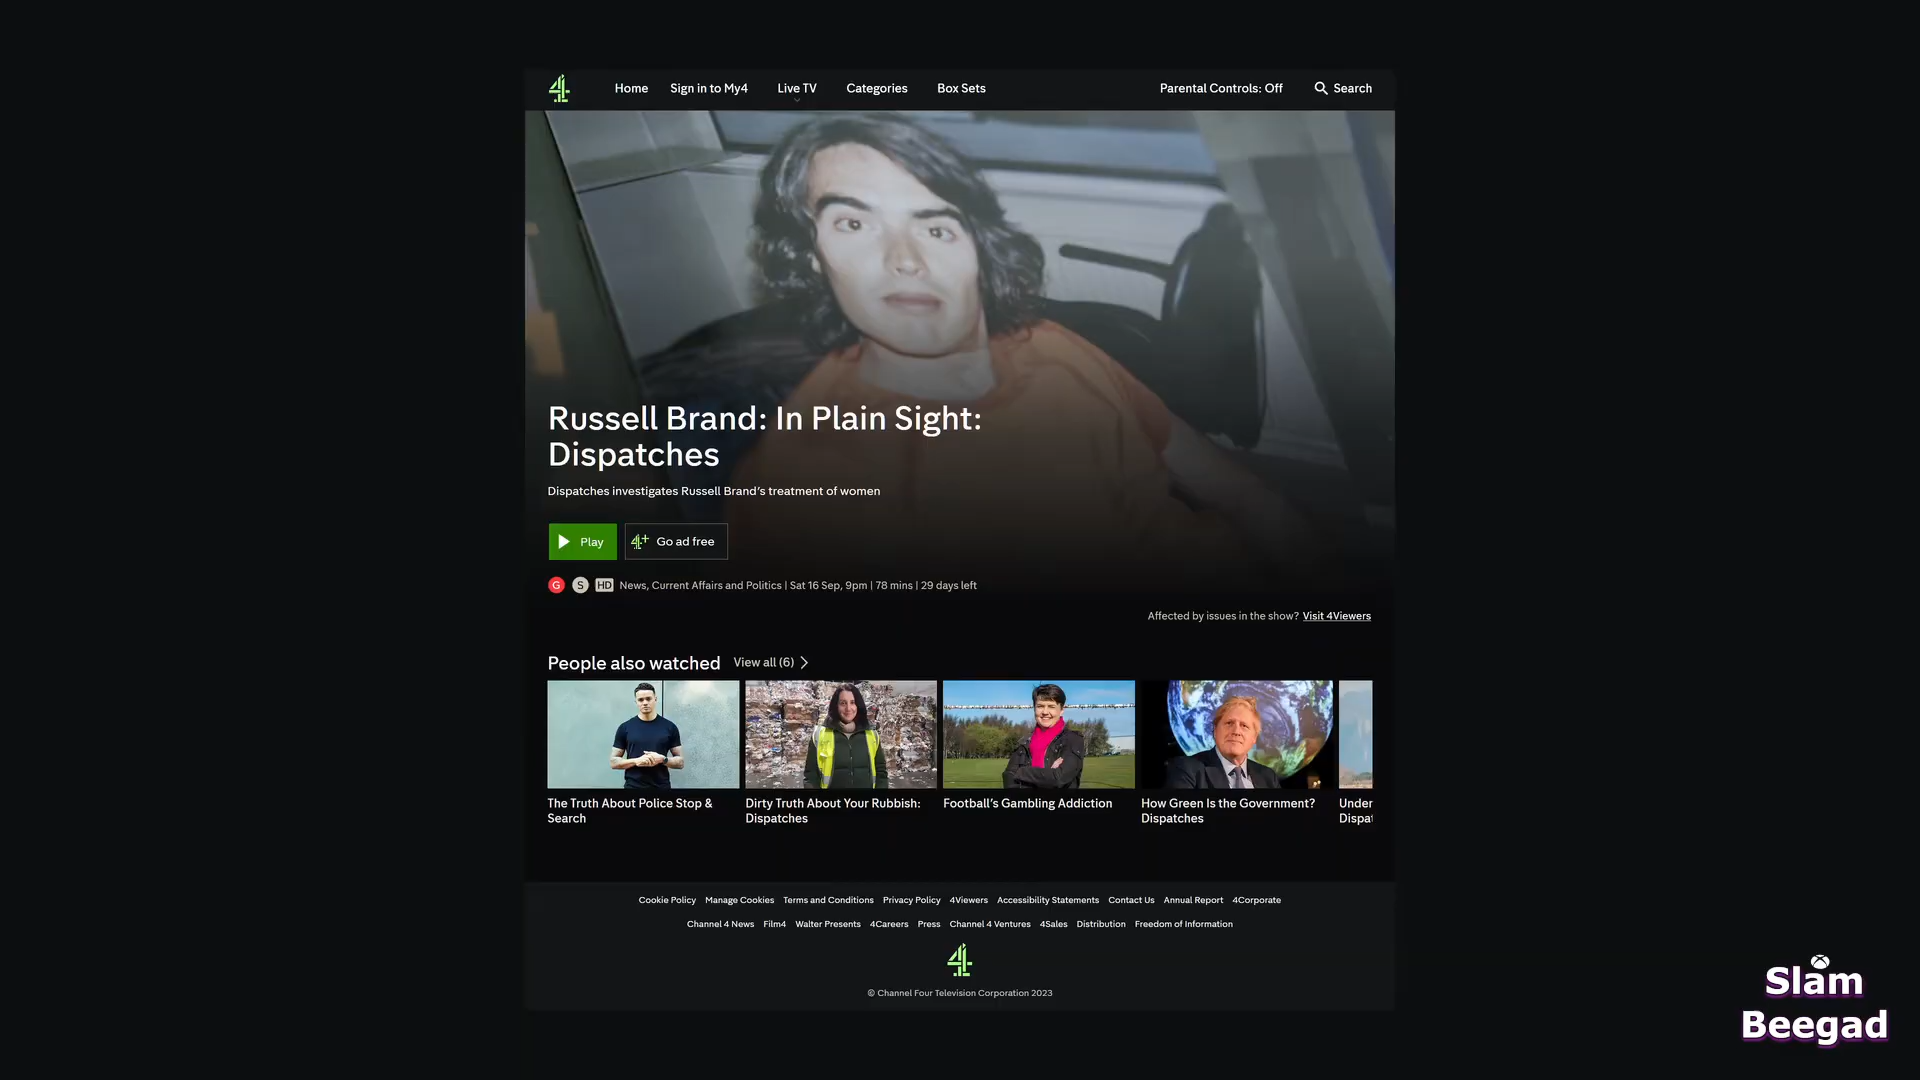 Home Sign in to My4 Live TV Categories Box Sets Parental Controls: Off Search
Russell Brand: In Plain Sight:
Dispatches
Dispatches investigates Russell Brand's treatment of women
Play 4+ Go ad free
G S HD News, Current Affairs and Politics | Sat 16 Sep, 9pm | 78 mins | 29 days left
Affected by issues in the show? Visit 4Viewers
People also watched View all (6)
The Truth About Police Stop &
Search
Dirty Truth About Your Rubbish:
Dispatches
Football's Gambling Addiction
How Green Is the Government?
Dispatches
Under
Dispat
Cookie Policy Manage Cookies Terms and Conditions Privacy Policy 4Viewers Accessibility Statements Contact Us Annual Report 4Corporate
Channel 4 News Film4 Walter Presents 4Careers Press Channel 4 Ventures 4Sales Distribution Freedom of Information
4
© Channel Four Television Corporation 2023
Slam
Beegad